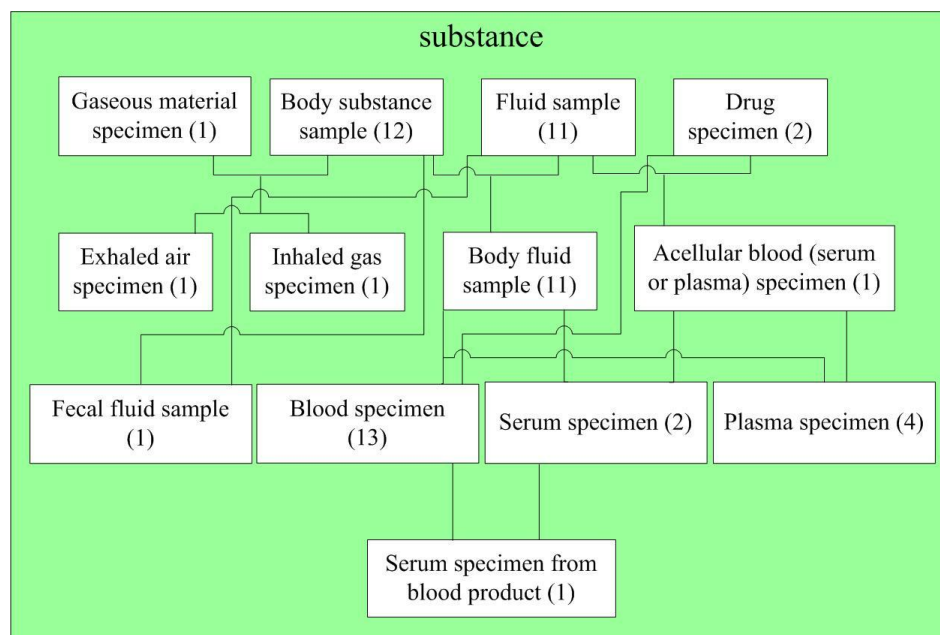 substance
Gaseous material
specimen (1)
Body substance
sample (12)
Fluid sample
(11)
Drug
specimen (2)
Exhaled air
specimen (1)
Inhaled gas
specimen (1)
Body fluid
sample (11)
Acellular blood (serum
or plasma) specimen (1)
Fecal fluid sample
(1)
Blood specimen
(13)
Serum specimen (2)
Plasma specimen (4)
Serum specimen from
blood product (1)